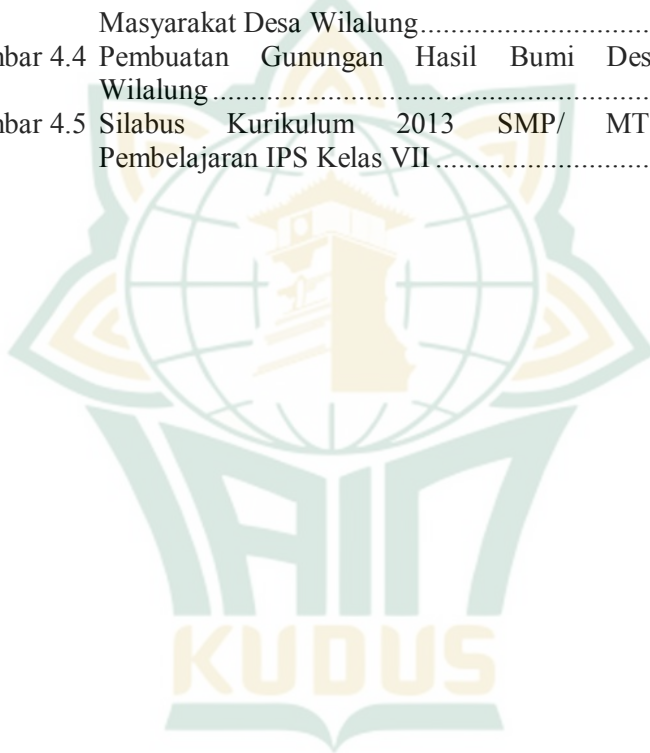 Masyarakat Desa Wilalung
mbar 4.4 Pembuatan Gunungan Hasil Bumi Des
Wilalung
mbar 4.5 Silabus Kurikulum 2013 SMP/ MT
Pembelajaran IPS Kelas VII
IAIN
KUDUS